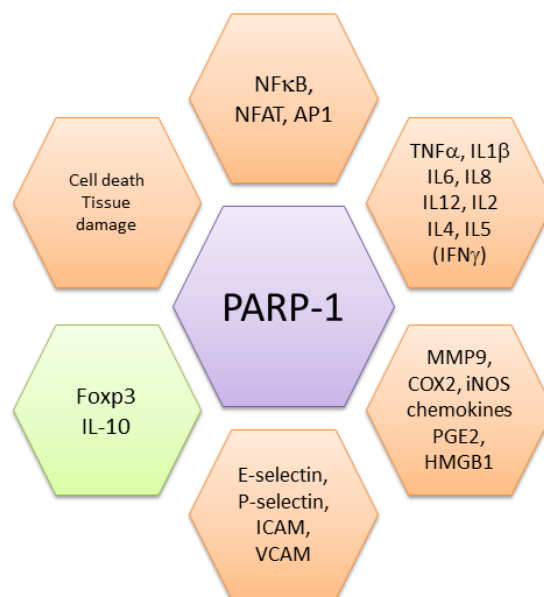 NFκB,
NFAT, AP1
TNFα, IL1β
IL6, IL8
IL12, IL2
IL4, IL5
(IFNγ)
Cell death
Tissue
damage
PARP-1
MMP9,
COX2, iNOS
chemokines
PGE2,
HMGB1
Foxp3
IL-10
E-selectin,
P-selectin,
ICAM,
VCAM